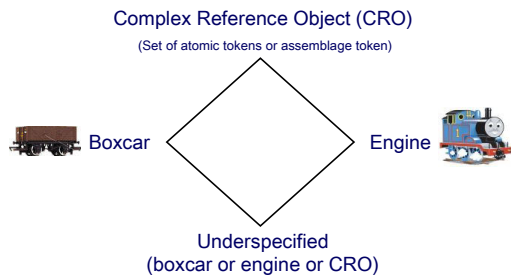 Complex Reference Object (CRO)
(Set of atomic tokens or assemblage token)
Boxcar
Engine
1
Underspecified
(boxcar or engine or CRO)